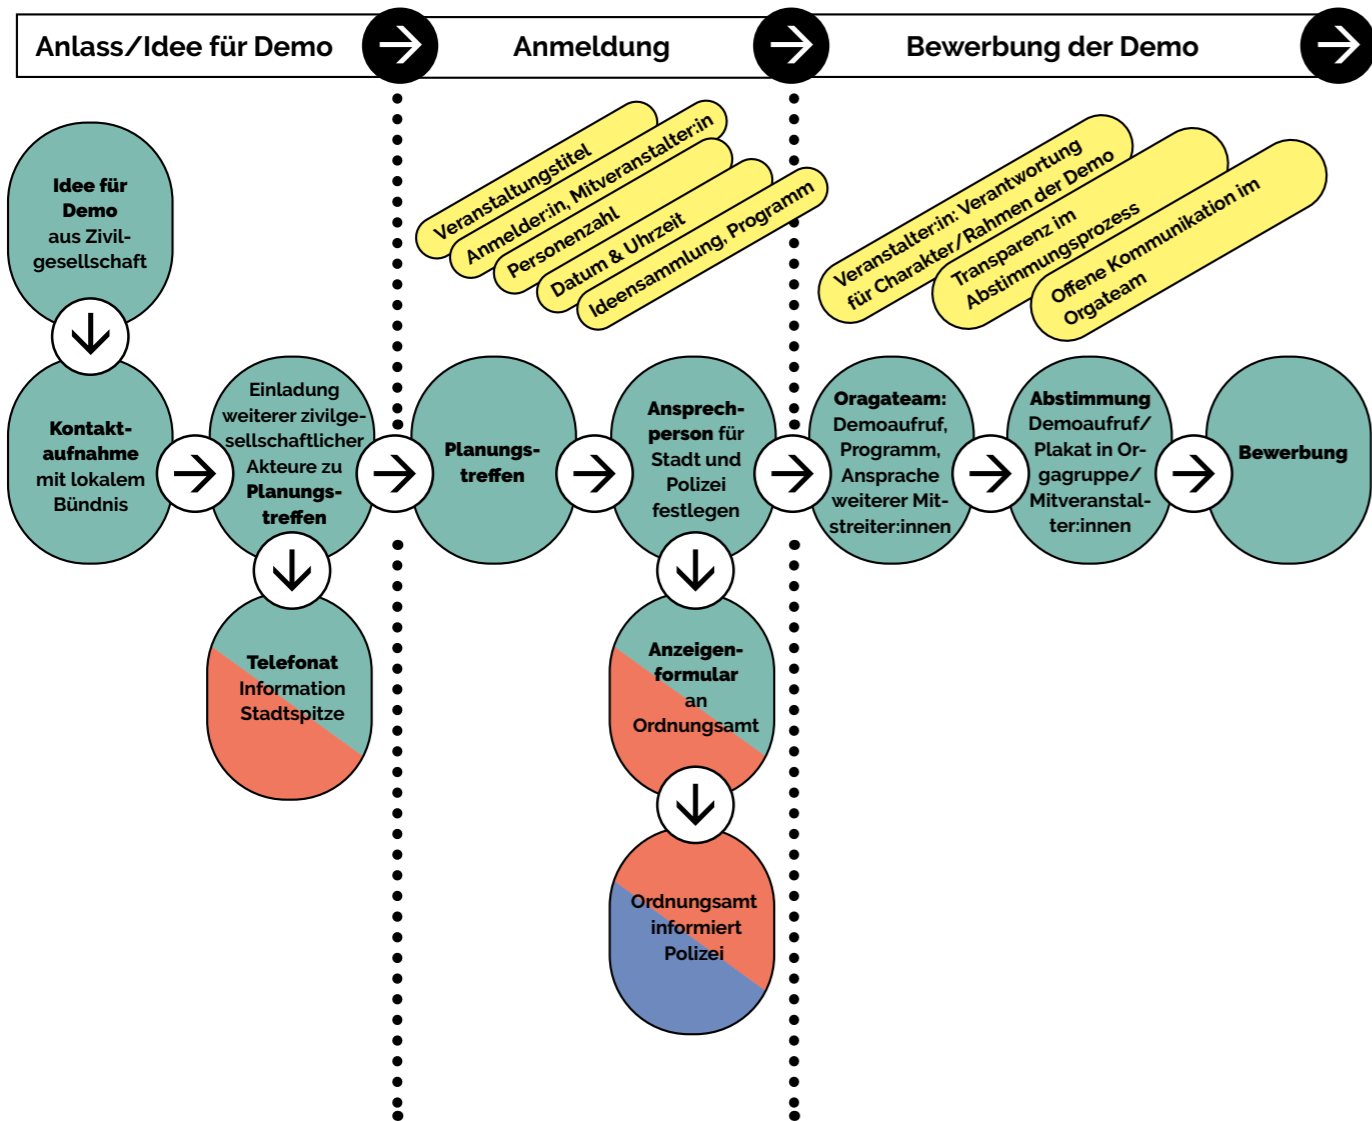 Anlass/Idee für Demo
Anmeldung
Bewerbung der Demo
Veranstaltungstitel
Anmelder:in, Mitveranstalter:in
Personenzahl
Datum & Uhrzeit
Ideensammlung, Programm
Veranstalter:in: Verantwortung
für Charakter/Rahmen der Demo
Transparenz im
Abstimmungsprozess
Offene Kommunikation im
Orgateam
Idee für
Demo
aus Zivil-
gesellschaft
Kontakt-
aufnahme
mit lokalem
Bündnis
Einladung
weiterer zivilge-
sellschaftlicher
Akteure zu
Planungs-
treffen
Telefonat
Information
Stadtspitze
Planungs-
treffen
Ansprech-
person für
Stadt und
Polizei
festlegen
Anzeigen-
formular
an
Ordnungsamt
Ordnungsamt
informiert
Polizei
Oragateam:
Demoaufruf,
Programm,
Ansprache
weiterer Mit-
streiter:innen
Abstimmung
Demoaufruf/
Plakat in Or-
gagruppe/
Mitveranstal-
ter:innen
Bewerbung